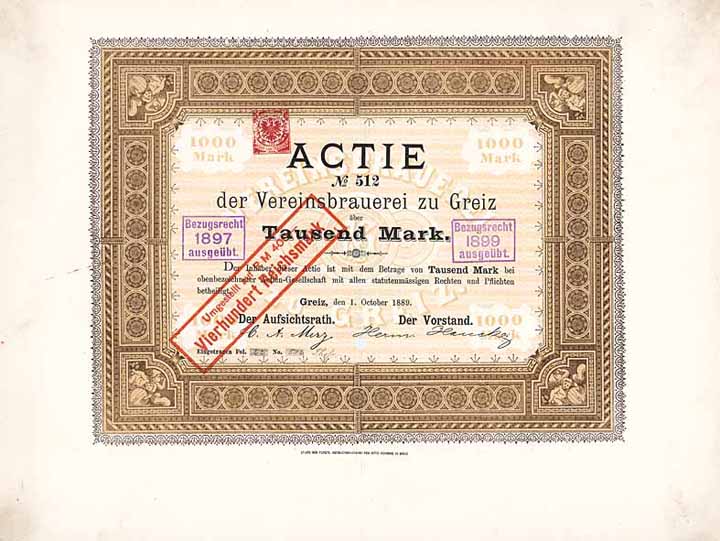 1000 Mark
1000 Mark
ACTIE
№ 512
der Vereinsbrauerei zu Greiz
über
Tausend Mark.
Bezugsrecht
1897
ausgeübt.
Bezugsrecht
1899
ausgeübt.
Umgestellt
Vierhundert Reichsmark
Der Inhaber dieser Actie ist mit dem Betrage von Tausend Mark bei
obenbezeichneter Actien-Gesellschaft mit allen statutenmässigen Rechten und Pflichten
betheiligt.
Greiz, den 1. October 1889.
Der Aufsichtsrath.
Der Vorstand.
1000
Eingetragen Fol.
No.